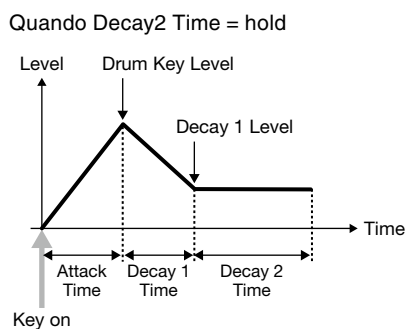 Quando Decay2 Time = hold
Level
Drum Key Level
Decay 1 Level
Time
Attack
Time
Decay 1
Time
Decay 2
Time
Key on